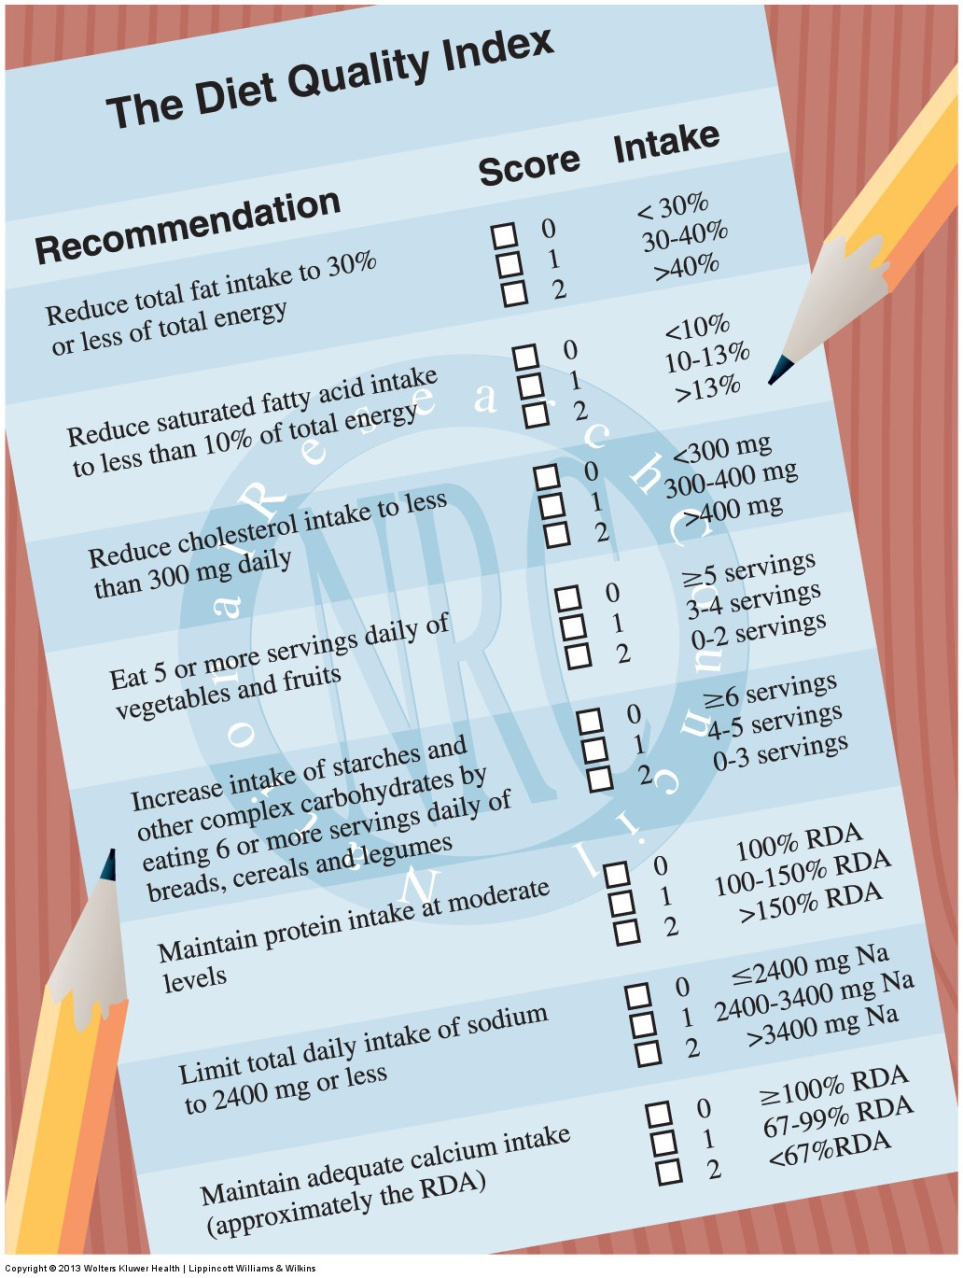 The Diet Quality Index
Recommendation Score Intake
Reduce total fat intake to 30%
or less of total energy
0 < 30%
1 30-40%
2 >40%
Reduce saturated fatty acid intake
to less than 10% of total energy
0 <10%
1 10-13%
2 >13%
Reduce cholesterol intake to less
than 300 mg daily
0 <300 mg
1 300-400 mg
2 >400 mg
Eat 5 or more servings daily of
vegetables and fruits
0 ≥5 servings
1 3-4 servings
2 0-2 servings
Increase intake of starches and
other complex carbohydrates by
eating 6 or more servings daily of
breads, cereals and legumes
0 ≥6 servings
1 4-5 servings
2 0-3 servings
Maintain protein intake at moderate
levels
0 100% RDA
1 100-150% RDA
2 >150% RDA
Limit total daily intake of sodium
to 2400 mg or less
0 ≤2400 mg Na
1 2400-3400 mg Na
2 >3400 mg Na
Maintain adequate calcium intake
(approximately the RDA)
0 ≥100% RDA
1 67-99% RDA
2 <67%RDA
National Research Council
NRC
Copyright © 2013 Wolters Kluwer Health | Lippincott Williams & Wilkins